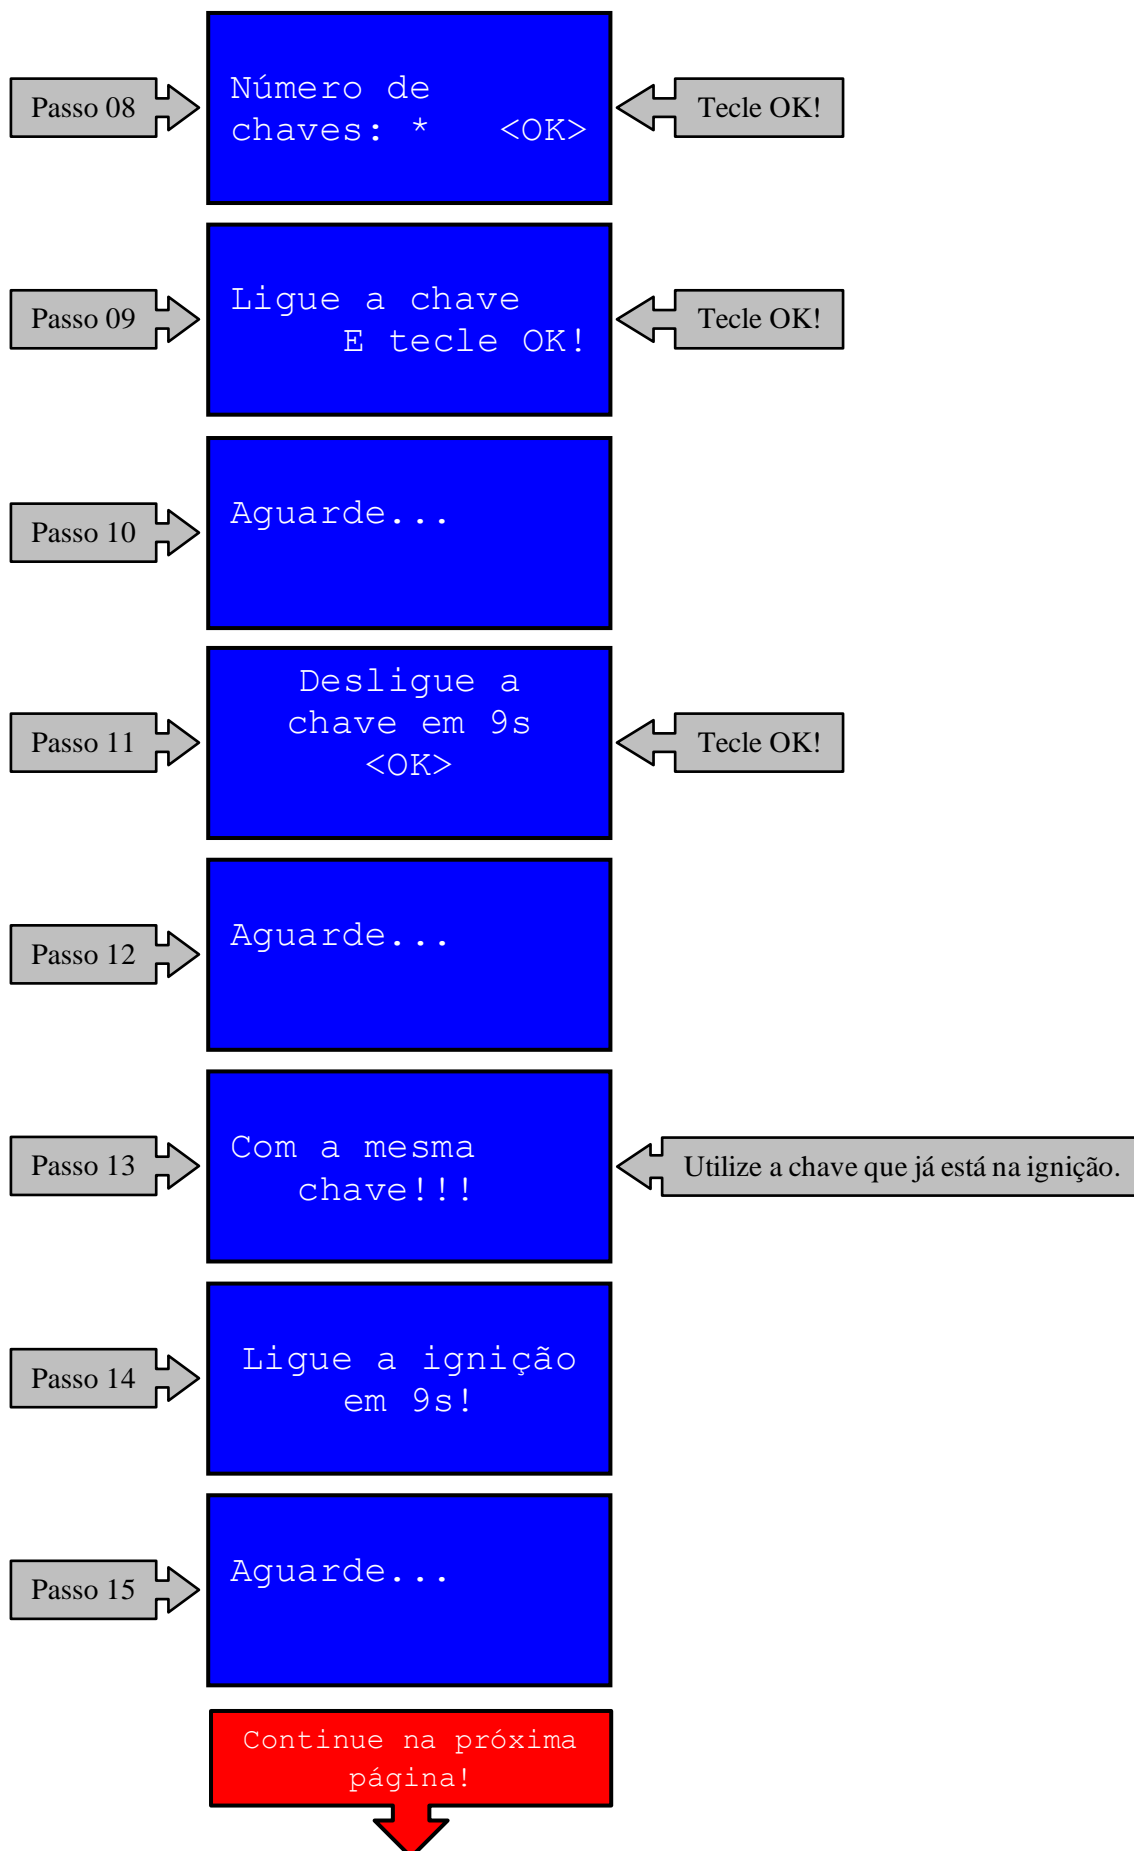 Passo 08
Número de
chaves: * <OK>
Tecle OK!
Passo 09
Ligue a chave
E tecle OK!
Tecle OK!
Passo 10
Aguarde...
Passo 11
Desligue a
chave em 9s
<OK>
Tecle OK!
Passo 12
Aguarde...
Passo 13
Com a mesma
chave!!!
Utilize a chave que já está na ignição.
Passo 14
Ligue a ignição
em 9s!
Passo 15
Aguarde...
Continue na próxima
página!